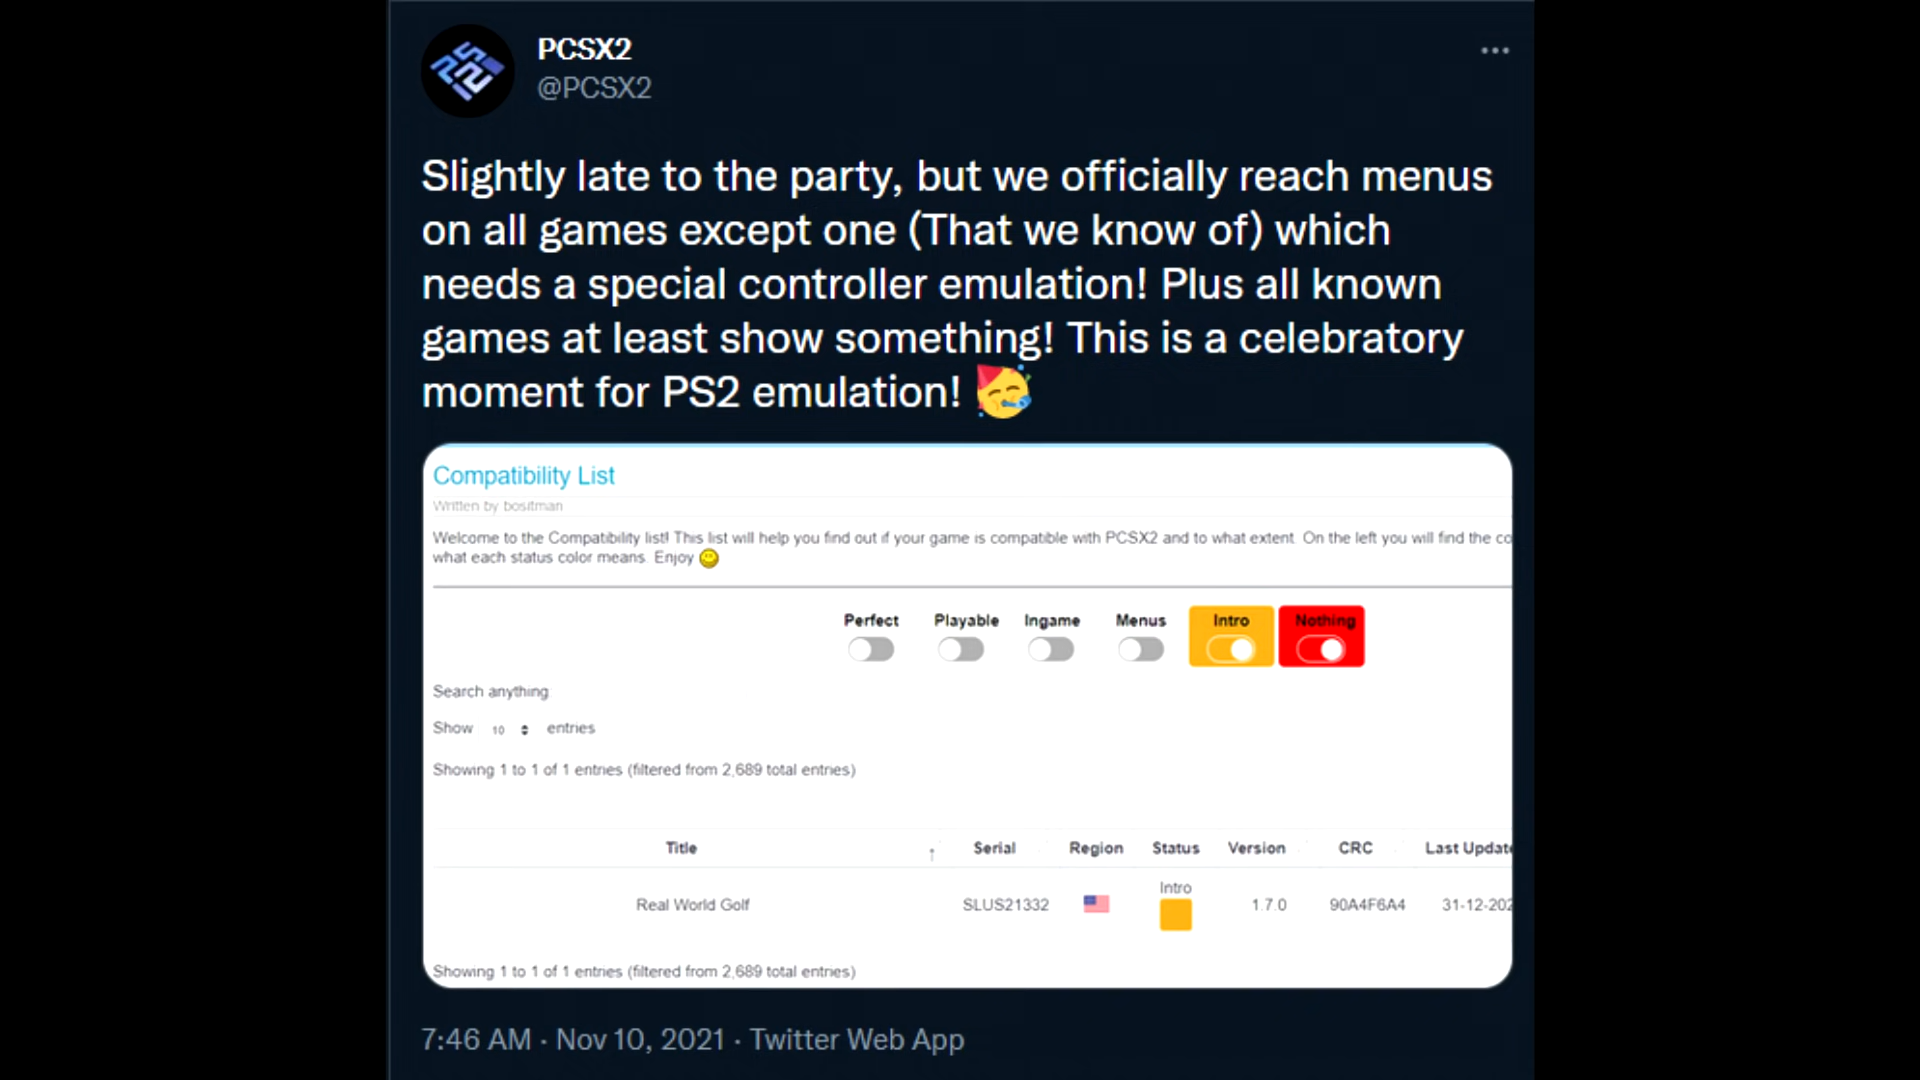 PCSX2
@PCSX2
Slightly late to the party, but we officially reach menus
on all games except one (That we know of) which
needs a special controller emulation! Plus all known
games at least show something! This is a celebratory
moment for PS2 emulation! 🥳
Compatibility List
Written by bositman
Welcome to the Compatibility list! This list will help you find out if your game is compatible with PCSX2 and to what extent. On the left you will find the co
what each status color means. Enjoy
Perfect Playable Ingame Menus Intro Nothing
Search anything
Show 10 entries
Showing 1 to 1 of 1 entries (filtered from 2,689 total entries)
Title Serial Region Status Version CRC Last Update
Intro
Real World Golf SLUS21332 1.7.0 90A4F6A4 31-12-202
Showing 1 to 1 of 1 entries (filtered from 2,689 total entries)
7:46 AM · Nov 10, 2021 · Twitter Web App